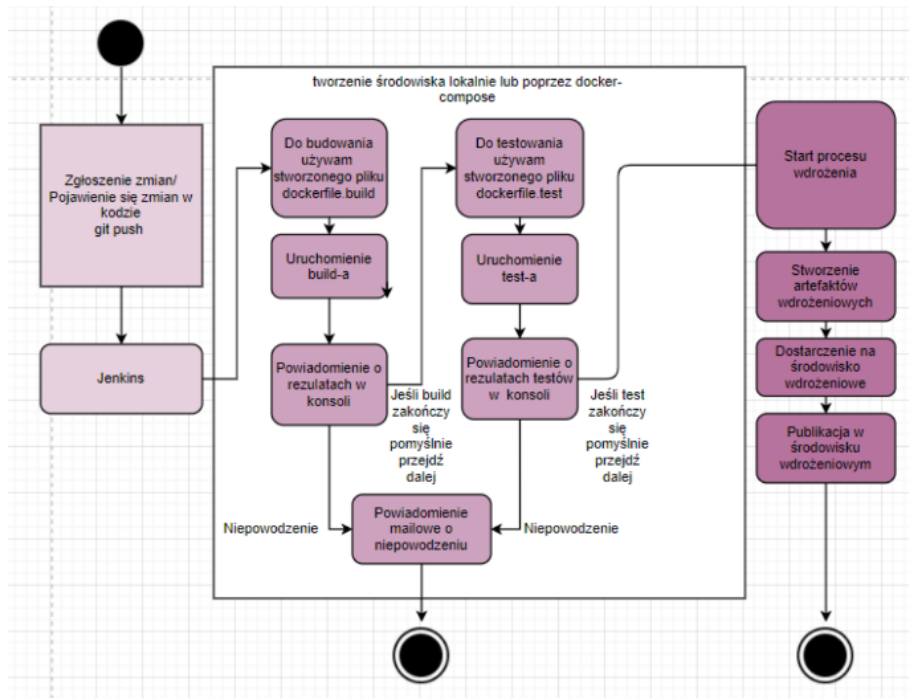 tworzenie środowiska lokalnie lub poprzez docker-
compose
Zgłoszenie zmian/
Pojawienie się zmian w
kodzie
git push
Jenkins
Do budowania
używam
stworzonego pliku
dockerfile.build
Uruchomienie
build-a
Powiadomienie o
rezulatach w
konsoli
Jeśli build
zakończy
się
pomyślnie
przejdź
dalej
Do testowania
używam
stworzonego pliku
dockerfile.test
Uruchomienie
test-a
Powiadomienie o
rezulatach testów
w konsoli
Jeśli test
zakończy
się
pomyślnie
przejdź
dalej
Niepowodzenie
Powiadomienie
mailowe o
niepowodzeniu
Niepowodzenie
Start procesu
wdrożenia
Stworzenie
artefaktów
wdrożeniowych
Dostarczenie na
środowisko
wdrożeniowe
Publikacja w
środowisku
wdrożeniowym